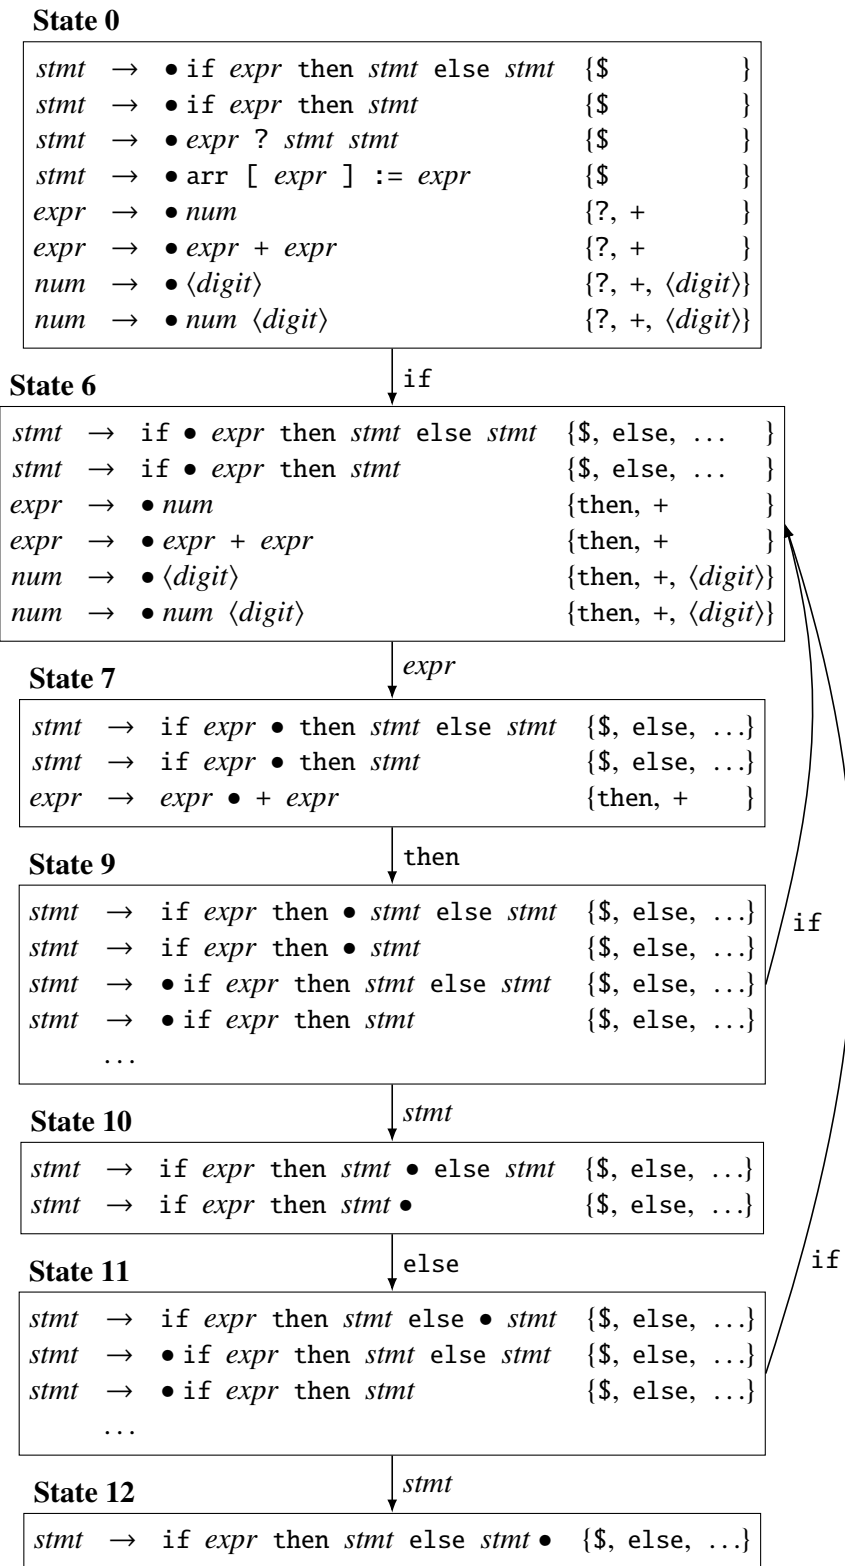 State 0
stmt → • if expr then stmt else stmt {$ }
stmt → • if expr then stmt {$ }
stmt → • expr ? stmt stmt {$ }
stmt → • arr [ expr ] := expr {$ }
expr → • num {?, + }
expr → • expr + expr {?, + }
num → • ⟨digit⟩ {?, +, ⟨digit⟩}
num → • num ⟨digit⟩ {?, +, ⟨digit⟩}
if
State 6
stmt → if • expr then stmt else stmt {$, else, ... }
stmt → if • expr then stmt {$, else, ... }
expr → • num {then, + }
expr → • expr + expr {then, + }
num → • ⟨digit⟩ {then, +, ⟨digit⟩}
num → • num ⟨digit⟩ {then, +, ⟨digit⟩}
expr
State 7
stmt → if expr • then stmt else stmt {$, else, ...}
stmt → if expr • then stmt {$, else, ...}
expr → expr • + expr {then, + }
then
State 9
stmt → if expr then • stmt else stmt {$, else, ...}
stmt → if expr then • stmt {$, else, ...}
stmt → • if expr then stmt else stmt {$, else, ...}
stmt → • if expr then stmt {$, else, ...}
...
if
stmt
State 10
stmt → if expr then stmt • else stmt {$, else, ...}
stmt → if expr then stmt • {$, else, ...}
else
if
State 11
stmt → if expr then stmt else • stmt {$, else, ...}
stmt → • if expr then stmt else stmt {$, else, ...}
stmt → • if expr then stmt {$, else, ...}
...
stmt
State 12
stmt → if expr then stmt else stmt • {$, else, ...}